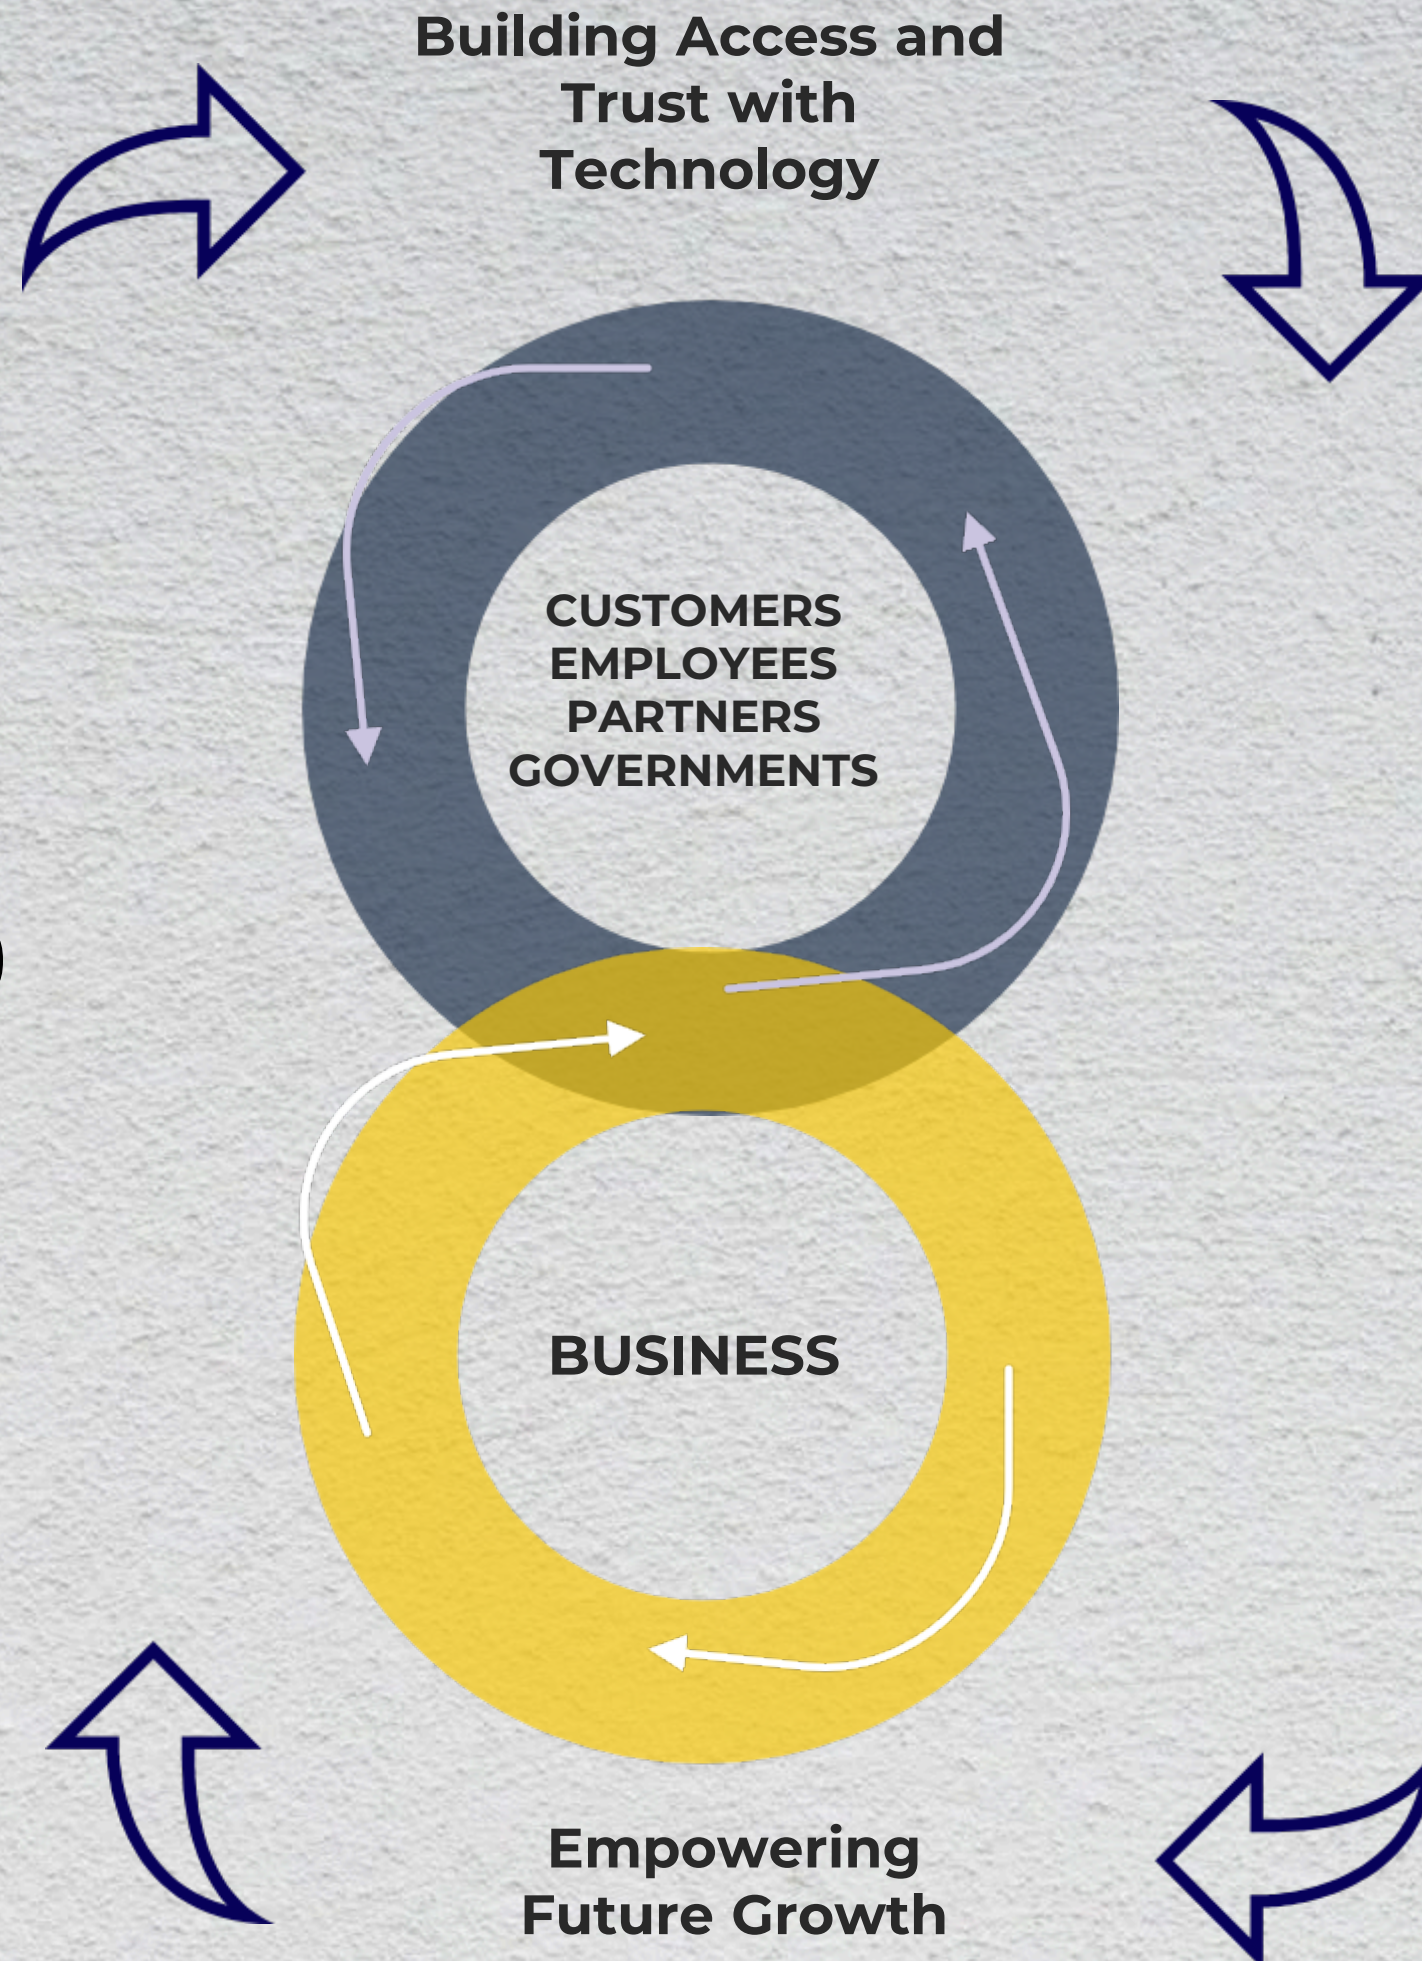 Building Access and
Trust with
Technology
CUSTOMERS
EMPLOYEES
PARTNERS
GOVERNMENTS
BUSINESS
Empowering
Future Growth